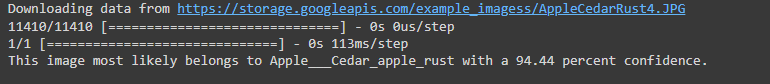 Downloading data from https://storage.googleapis.com/example_imagess/AppleCedarRust4.JPG
11410/11410 [==============================] - 0s 0us/step
1/1 [==============================] - 0s 113ms/step
This image most likely belongs to Apple___Cedar_apple_rust with a 94.44 percent confidence.